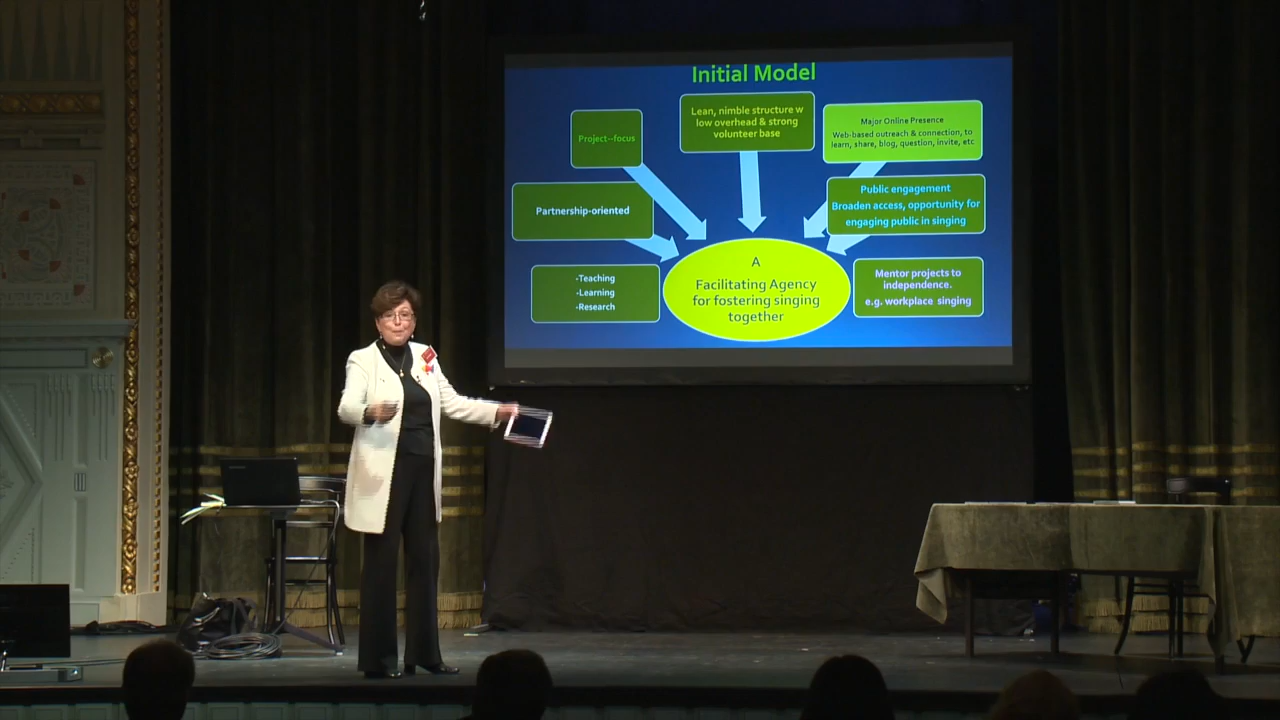 Initial Model
Project--focus
Lean, nimble structure w
low overhead & strong
volunteer base
Major Online Presence
Web-based outreach & connection, to
learn, share, blog, question, invite, etc
Partnership-oriented
Public engagement
Broaden access, opportunity for
engaging public in singing
-Teaching
-Learning
-Research
A
Facilitating Agency
for fostering singing
together
Mentor projects to
independence.
e.g. workplace singing